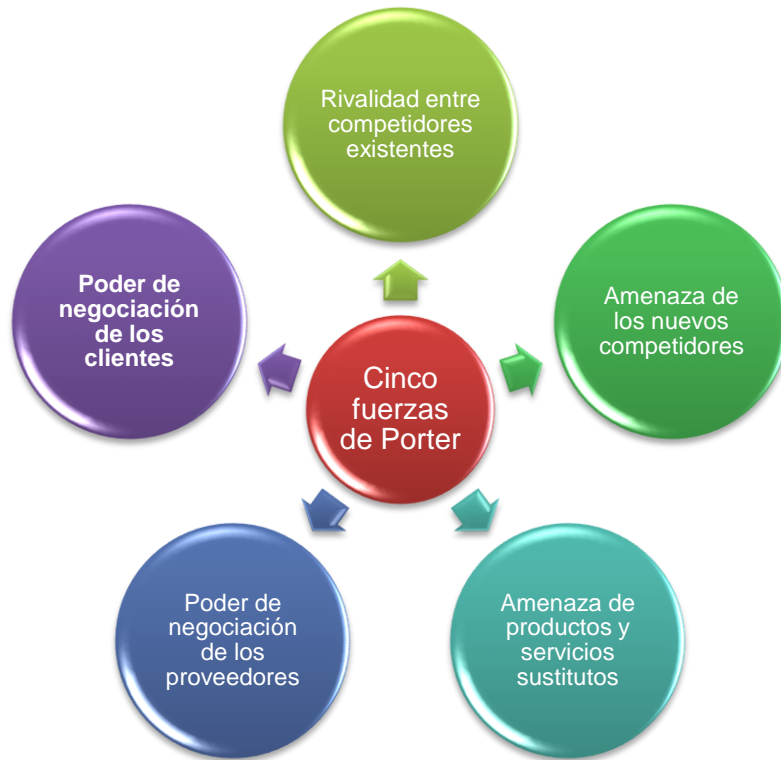 Rivalidad entre
competidores
existentes
Poder de
negociación
de los
clientes
Amenaza de
los nuevos
competidores
Cinco
fuerzas
de Porter
Poder de
negociación
de los
proveedores
Amenaza de
productos y
servicios
sustitutos